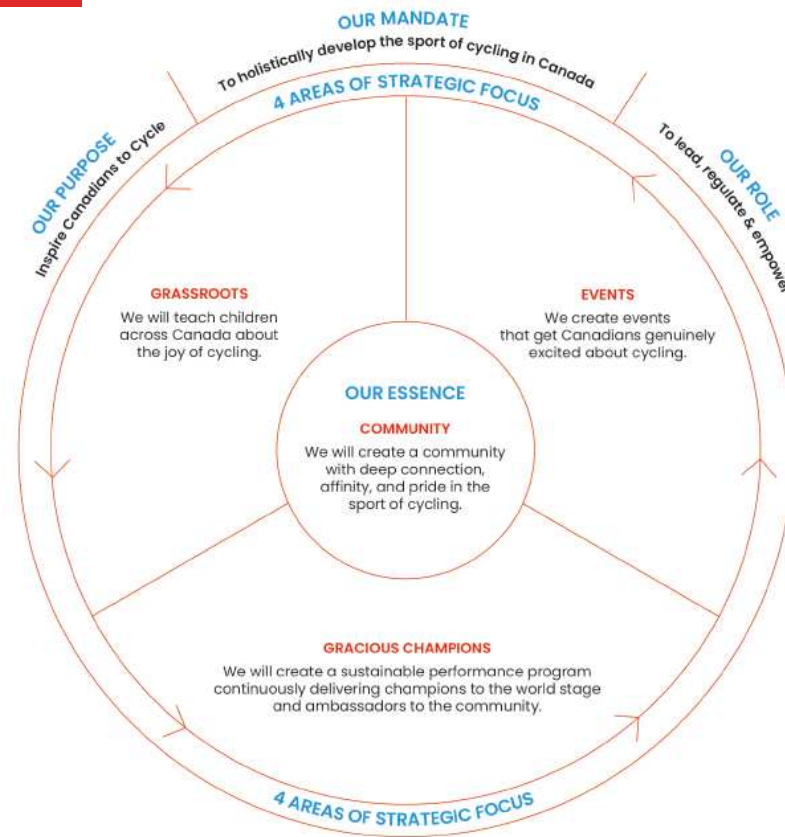 OUR MANDATE
To holistically develop the sport of cycling in Canada
4 AREAS OF STRATEGIC FOCUS
OUR PURPOSE
Inspire Canadians to Cycle
OUR ROLE
To lead, regulate & empower
GRASSROOTS
We will teach children
across Canada about
the joy of cycling.
EVENTS
We create events
that get Canadians genuinely
excited about cycling.
OUR ESSENCE
COMMUNITY
We will create a community
with deep connection,
affinity, and pride in the
sport of cycling.
GRACIOUS CHAMPIONS
We will create a sustainable performance program
continuously delivering champions to the world stage
and ambassadors to the community.
4 AREAS OF STRATEGIC FOCUS